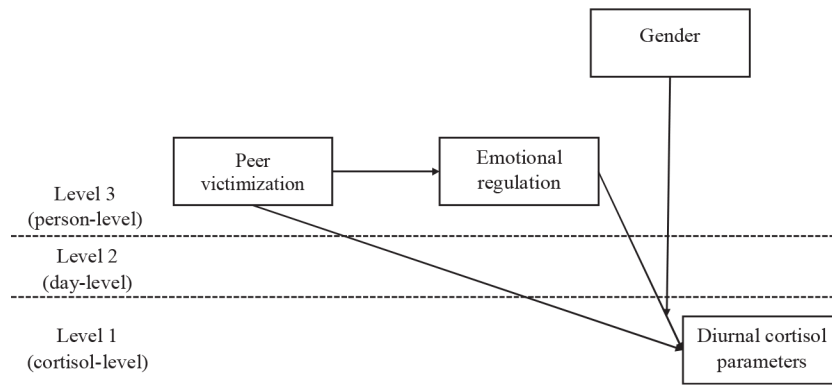 Gender
Peer
victimization
Emotional
regulation
Level 3
(person-level)
Level 2
(day-level)
Level 1
(cortisol-level)
Diurnal cortisol
parameters